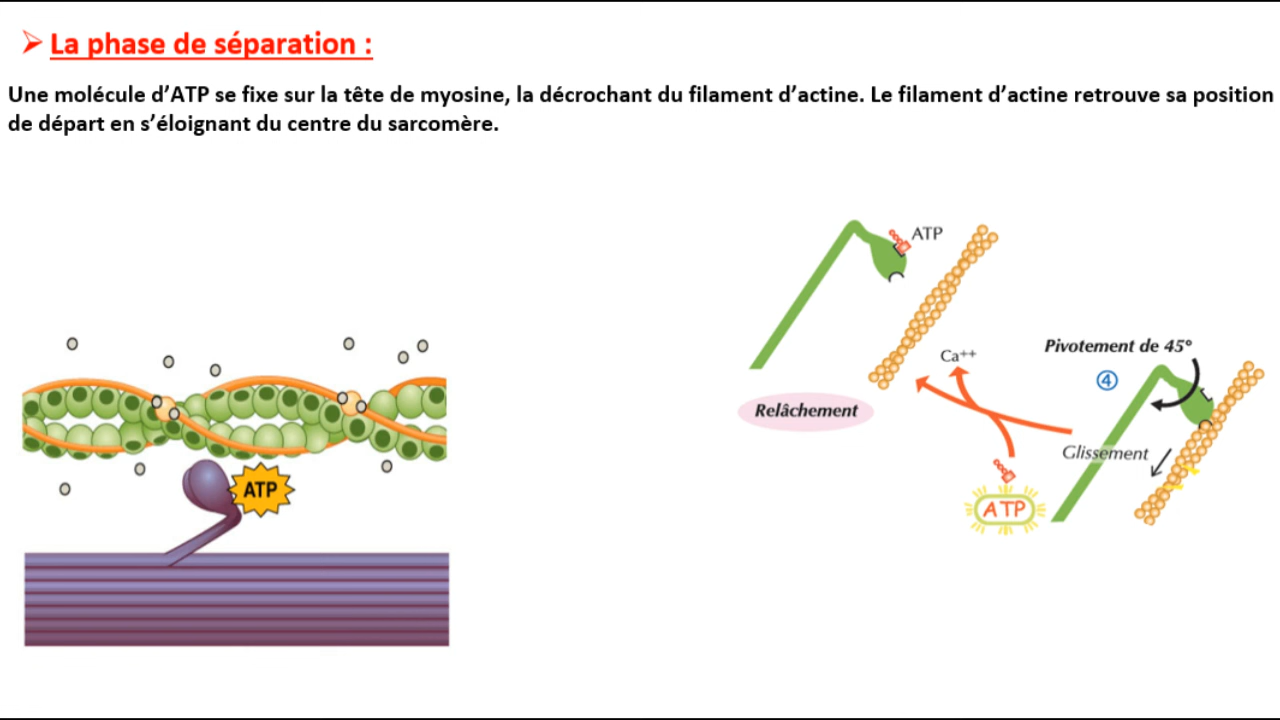 La phase de séparation :
Une molécule d'ATP se fixe sur la tête de myosine, la décrochant du filament d'actine. Le filament d'actine retrouve sa position
de départ en s'éloignant du centre du sarcomère.
ATP
ATP
Ca++
Pivotement de 45°
4
Relâchement
Glissement
ATP